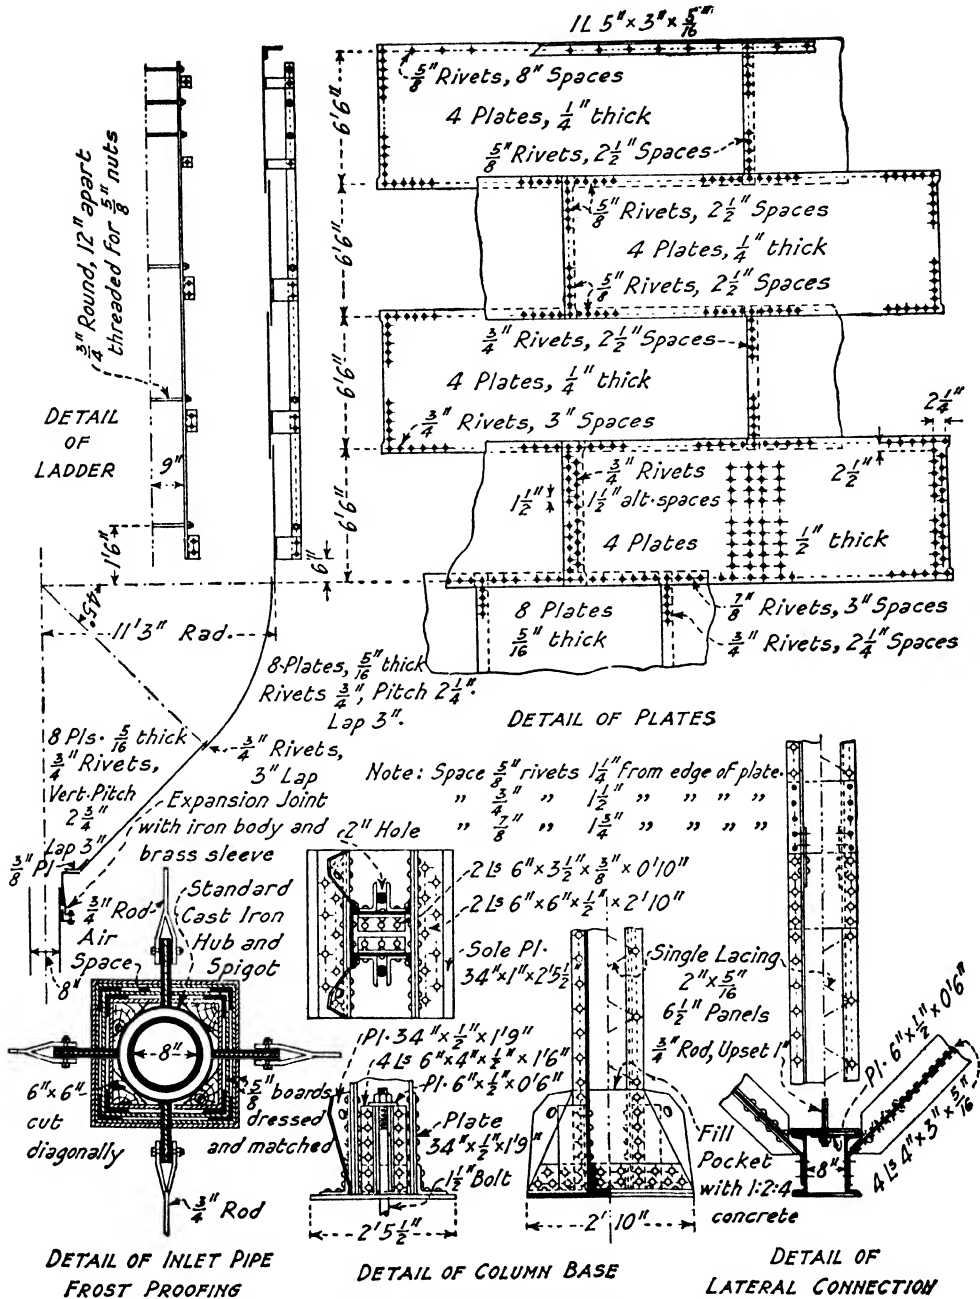 1L 5"×3"×5/16"
5/8" Rivets, 8" Spaces
4 Plates, 1/4" thick
5/8" Rivets, 2 1/2" Spaces
6'9"
3/4" Round, 12" apart
threaded for 5/8" nuts
5/8" Rivets, 2 1/2" Spaces
4 Plates, 1/4" thick
5/8" Rivets, 2 1/2" Spaces
6'9"
3/4" Rivets, 2 1/2" Spaces
4 Plates, 1/4" thick
3/4" Rivets, 3" Spaces
6'9"
2 1/4"
DETAIL
OF
LADDER
9"
1'6"
6'9"
9"
1 1/2"
3/4" Rivets
1 1/2" alt. spaces
4 Plates
1/2" thick
2 1/2"
45°
11'3" Rad.
8 Plates
5/16" thick
7/8" Rivets, 3" Spaces
3/4" Rivets, 2 1/4" Spaces
8-Plates, 5/16" thick
Rivets 3/4", Pitch 2 1/4".
Lap 3".
DETAIL OF PLATES
8 Pls. 5/16 thick
3/4" Rivets,
Vert. Pitch
2 3/4"
Lap 3"
3/8" Pl
3/4" Rivets,
3" Lap
Note: Space 5/8" rivets 1 1/4" from edge of plate.
" 3/4" " 1 1/2" " " " "
" 7/8" " 1 3/4" " " " "
Expansion Joint
with iron body and
brass sleeve
3/4" Rod
Air
Space
8"
Standard
Cast Iron
Hub and
Spigot
8"
6"×6"
cut
diagonally
5/8" boards
dressed
and matched
3/4" Rod
DETAIL OF INLET PIPE
FROST PROOFING
2" Hole
2 Ls 6"×3 1/2"×3/8"×0'10"
2 Ls 6"×6"×1/2"×2'10"
Sole Pl.
34"×1"×2'5 1/2"
Pl. 34"×1/2"×1'9"
4 Ls 6"×4"×1/2"×1'6"
Pl. 6"×1/2"×0'6"
Plate
34"×1/2"×1'9"
1 1/2" Bolt
2'5 1/2"
2'10"
DETAIL OF COLUMN BASE
Single Lacing
2"×5/16"
6 1/2" Panels
3/4" Rod, Upset 1"
Fill
Pocket
with 1:2:4
concrete
Pl. 6"×1/2"×0'6"
8"
4 Ls 4"×3"×5/16"
DETAIL OF
LATERAL CONNECTION